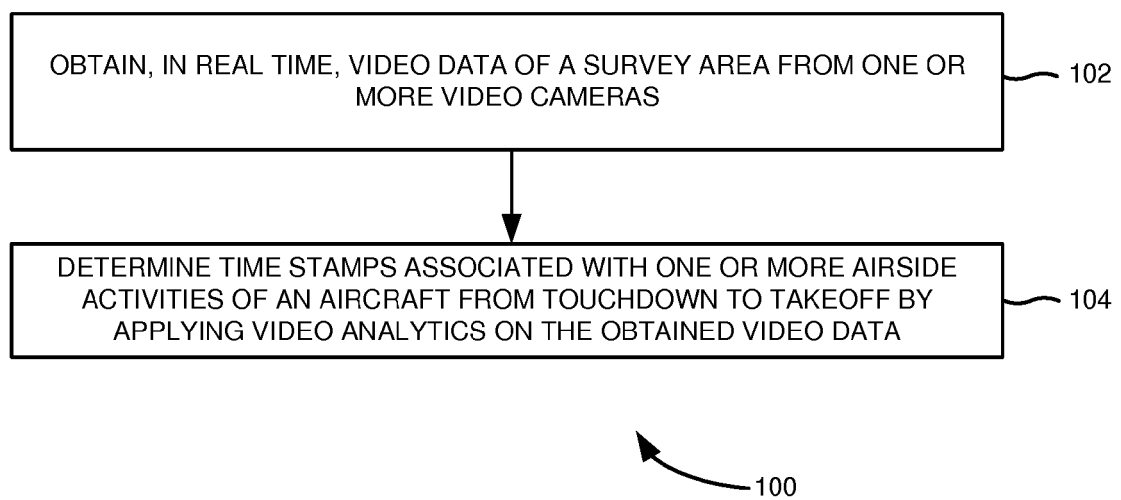 OBTAIN, IN REAL TIME, VIDEO DATA OF A SURVEY AREA FROM ONE OR
MORE VIDEO CAMERAS
102
DETERMINE TIME STAMPS ASSOCIATED WITH ONE OR MORE AIRSIDE
ACTIVITIES OF AN AIRCRAFT FROM TOUCHDOWN TO TAKEOFF BY
APPLYING VIDEO ANALYTICS ON THE OBTAINED VIDEO DATA
104
100